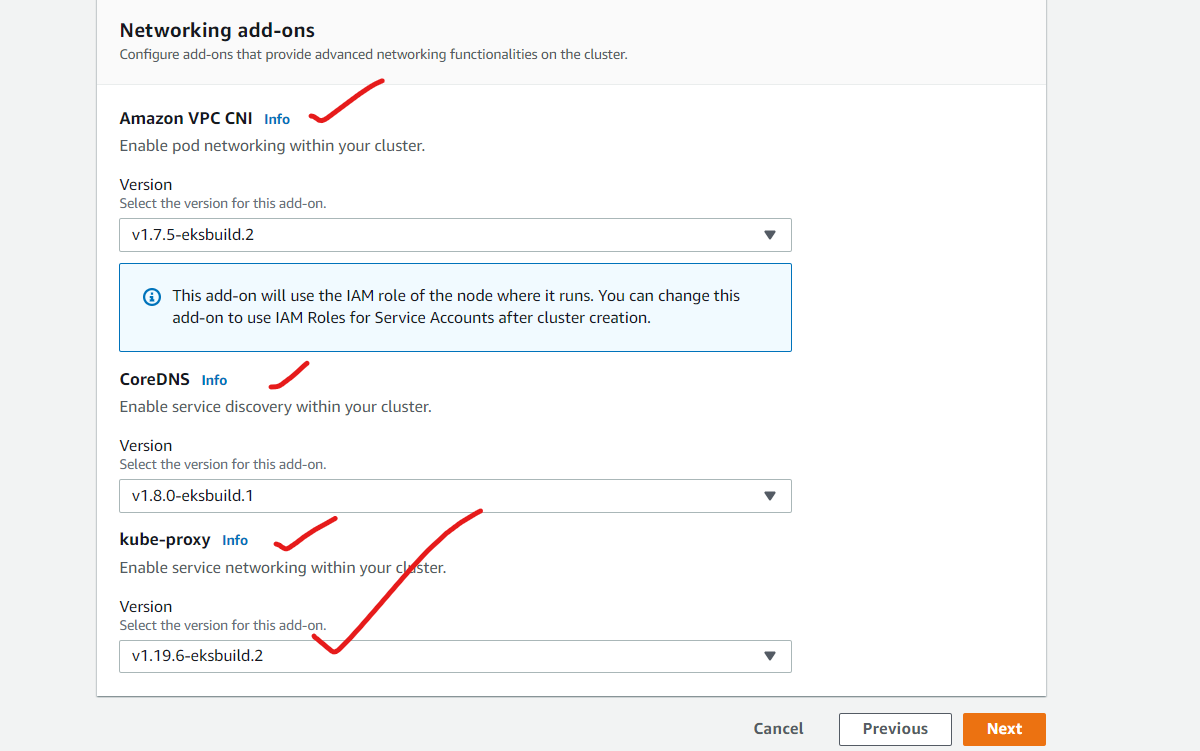 Networking add-ons
Configure add-ons that provide advanced networking functionalities on the cluster.
Amazon VPC CNI Info
Enable pod networking within your cluster.
Version
Select the version for this add-on.
v1.7.5-eksbuild.2
This add-on will use the IAM role of the node where it runs. You can change this
add-on to use IAM Roles for Service Accounts after cluster creation.
CoreDNS Info
Enable service discovery within your cluster.
Version
Select the version for this add-on.
v1.8.0-eksbuild.1
kube-proxy Info
Enable service networking within your cluster.
Version
Select the version for this add-on.
v1.19.6-eksbuild.2
Cancel Previous Next